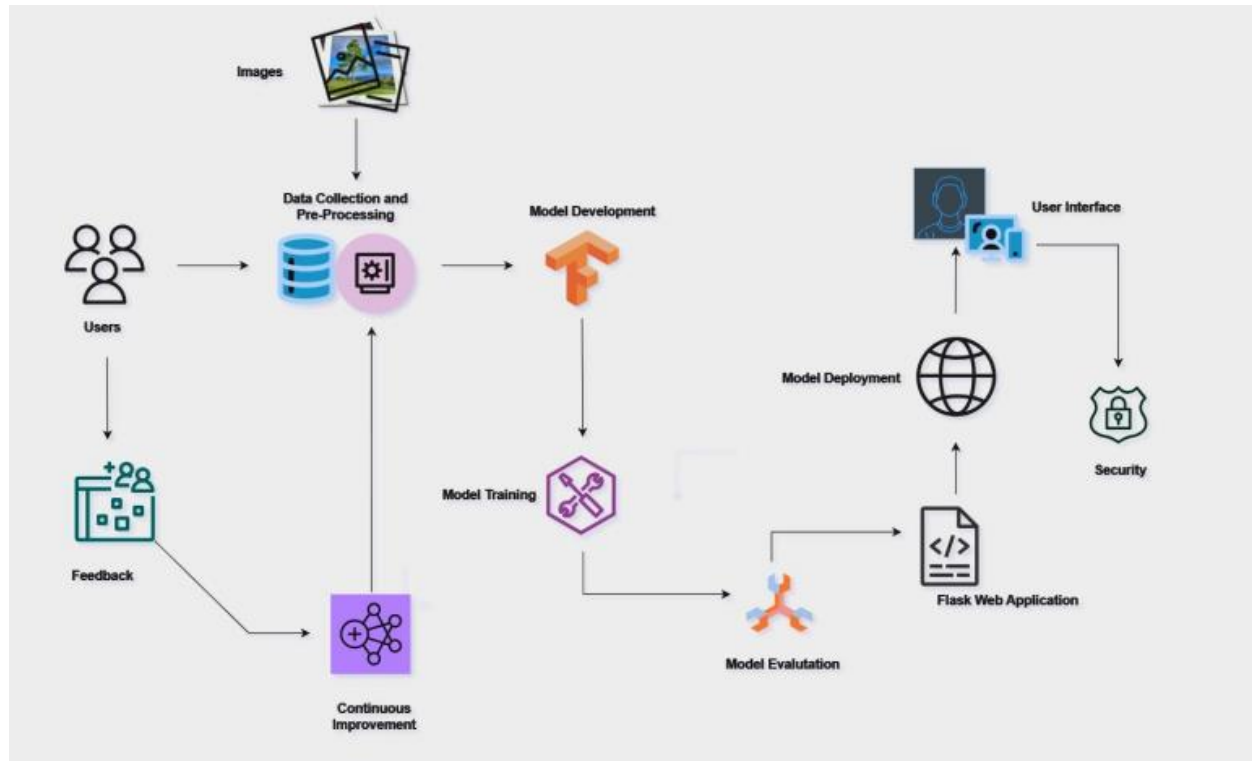 Images
Data Collection and
Pre-Processing
Model Development
User Interface
Users
Model Deployment
Security
Model Training
Feedback
Flask Web Application
Model Evalutation
Continuous
Improvement